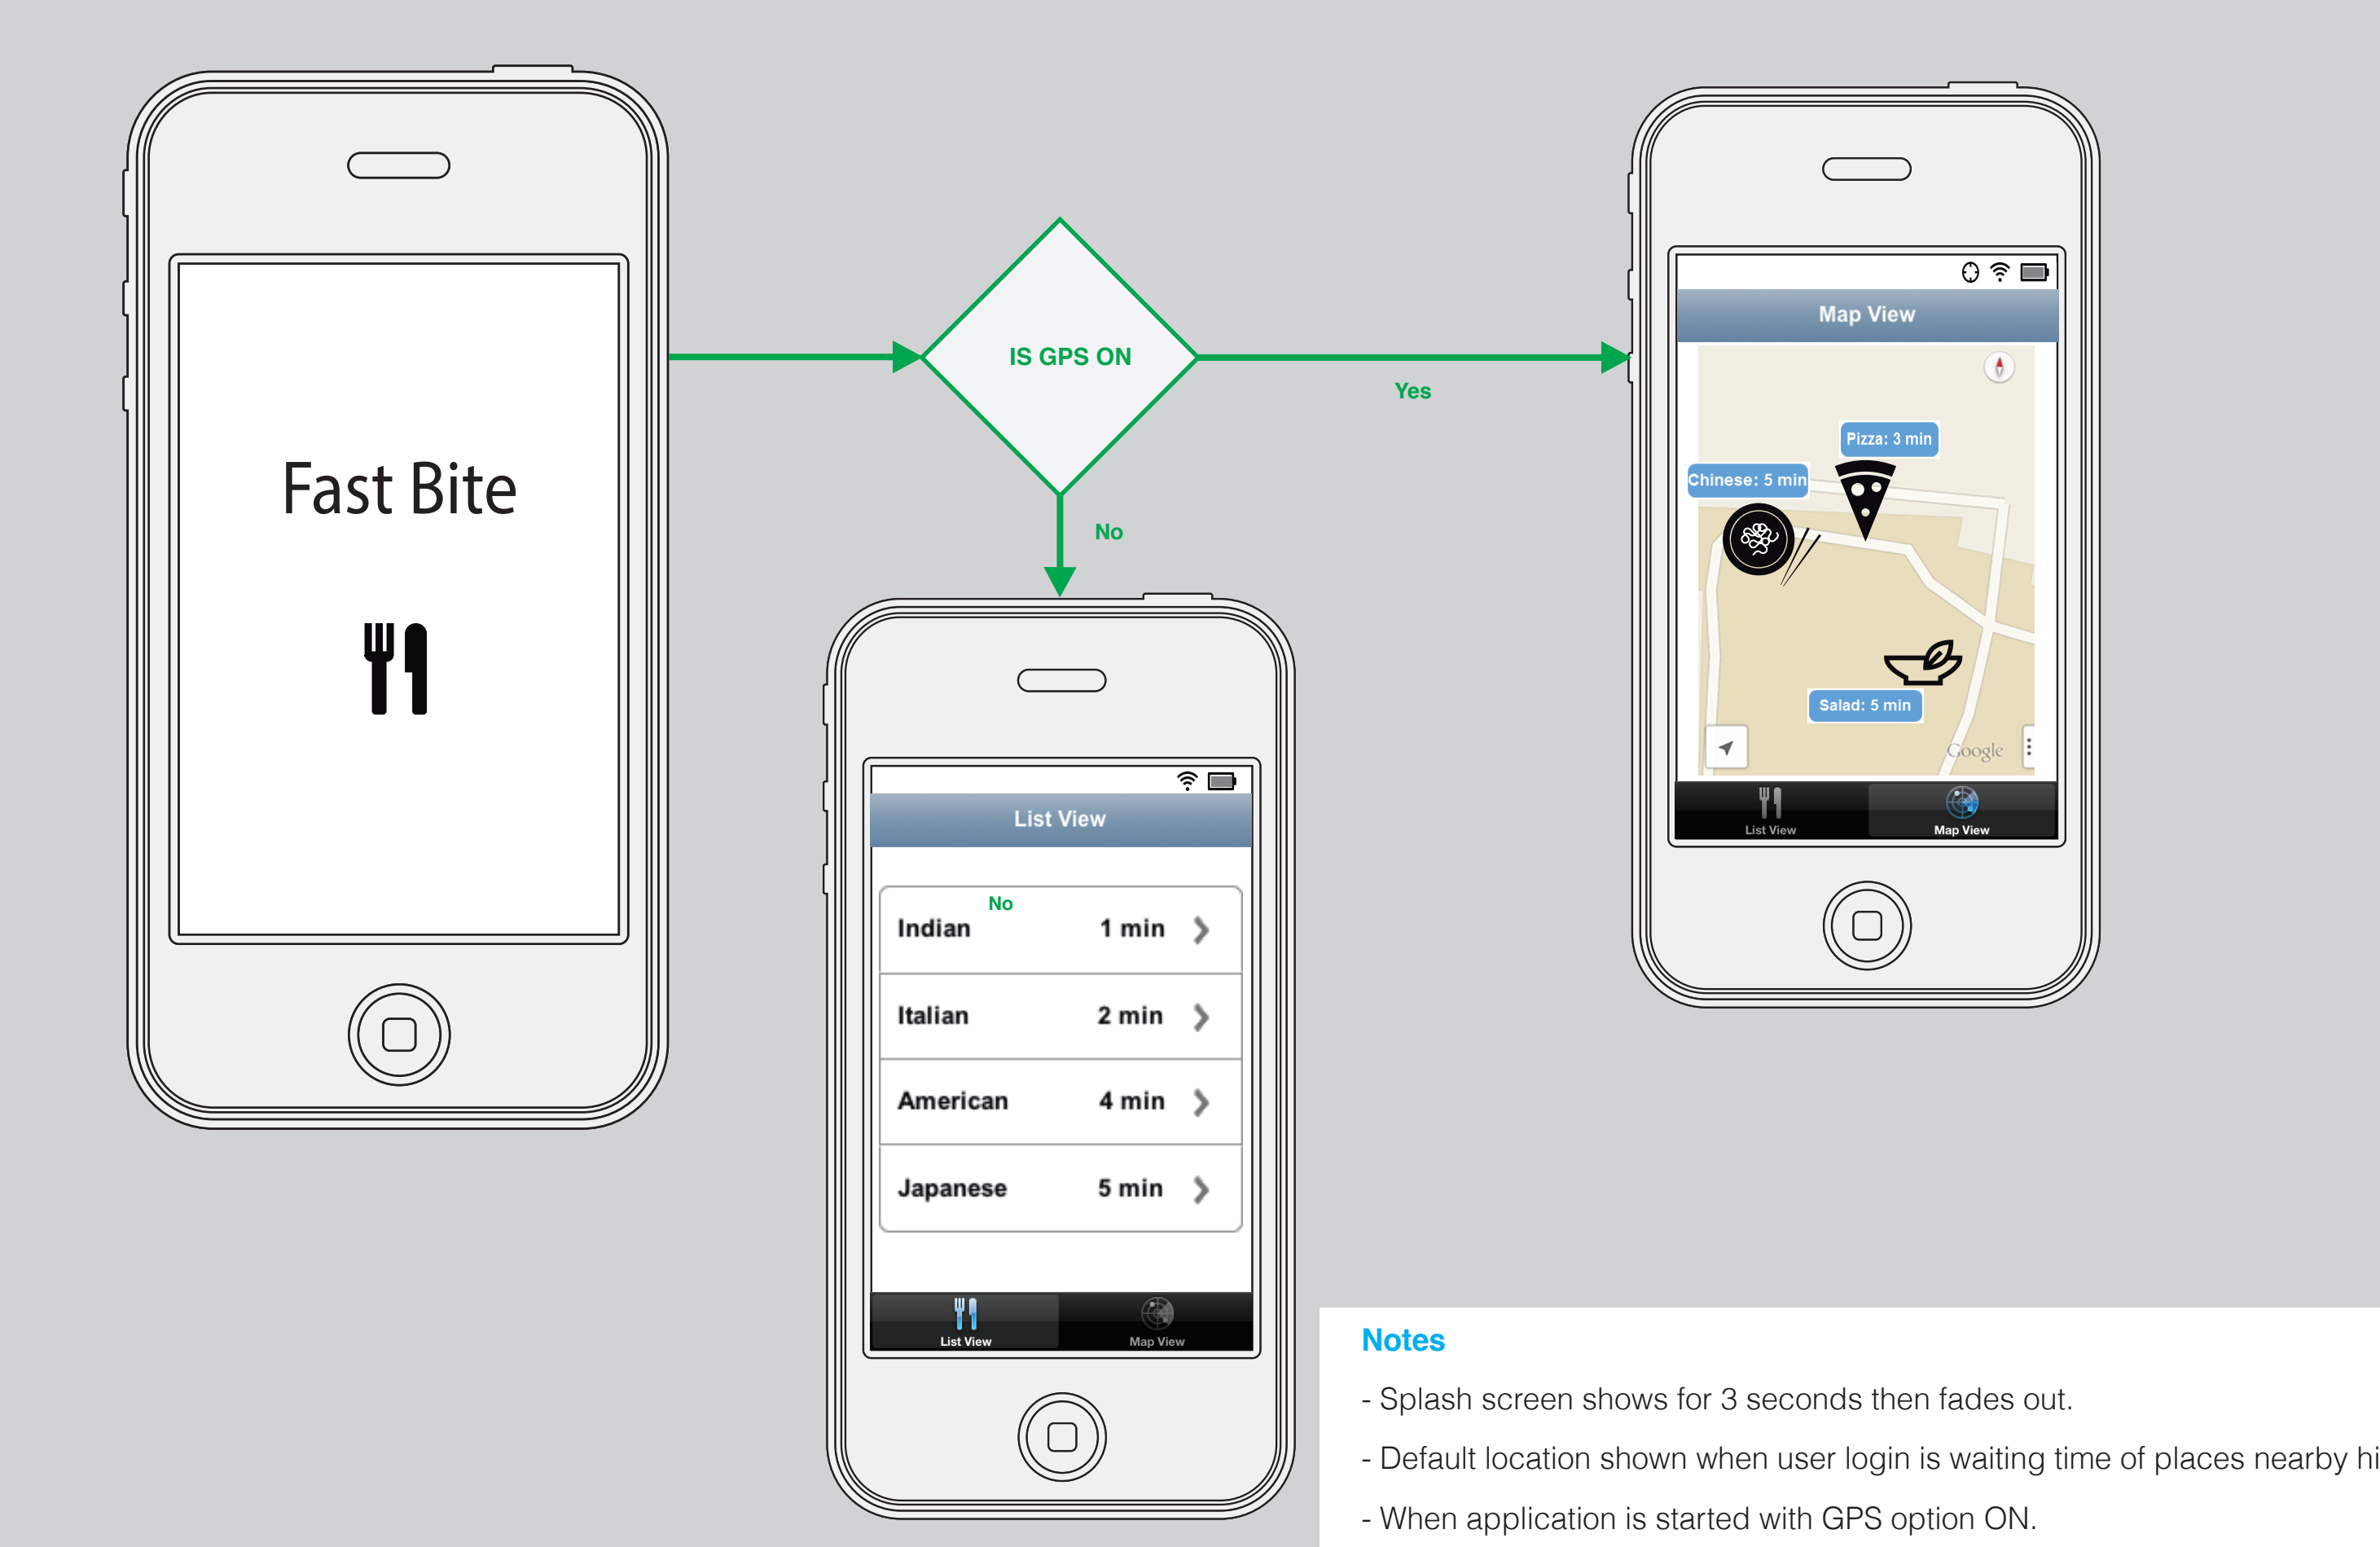 Fast Bite
IS GPS ON
Yes
No
Map View
Pizza: 3 min
Chinese: 5 min
Salad: 5 min
Google
List View
Map View
List View
No
Indian 1 min
Italian 2 min
American 4 min
Japanese 5 min
List View
Map View
Notes
- Splash screen shows for 3 seconds then fades out.
- Default location shown when user login is waiting time of places nearby hi
- When application is started with GPS option ON.